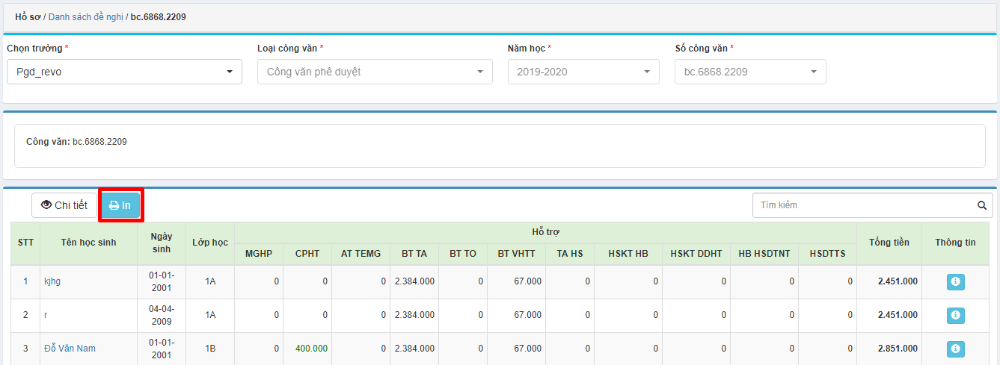 Hồ sơ / Danh sách đề nghị / bc.6868.2209
Chọn trường * Loại công văn * Năm học * Số công văn *
Pgd_revo Công văn phê duyệt 2019-2020 bc.6868.2209
Công văn: bc.6868.2209
Chi tiết In Tìm kiếm
STT Tên học sinh Ngày sinh Lớp học Hỗ trợ Tổng tiền Thông tin
MGHP CPHT AT TEMG BT TA BT TO BT VHTT TA HS HSKT HB HSKT DDHT HB HSDTNT HSDTTS
1 kjhg 01-01-2001 1A 0 0 0 2.384.000 0 67.000 0 0 0 0 0 2.451.000
2 r 04-04-2009 1A 0 0 0 2.384.000 0 67.000 0 0 0 0 0 2.451.000
3 Đỗ Văn Nam 01-01-2001 1B 0 400.000 0 2.384.000 0 67.000 0 0 0 0 0 2.851.000